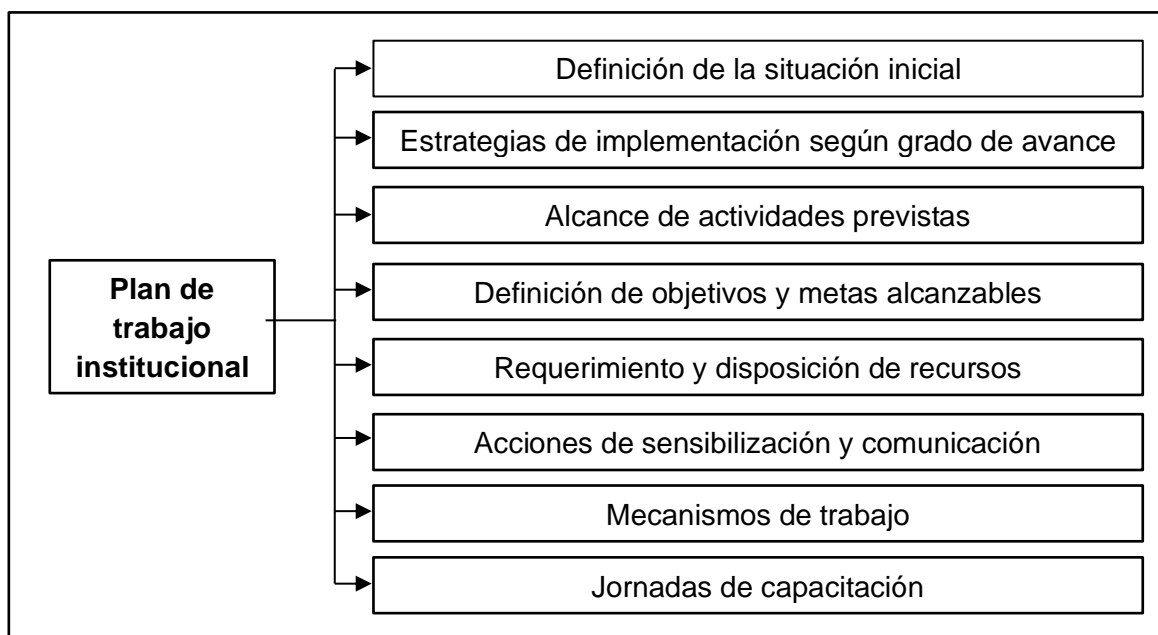 Definición de la situación inicial
Estrategias de implementación según grado de avance
Alcance de actividades previstas
Plan de
trabajo
institucional
Definición de objetivos y metas alcanzables
Requerimiento y disposición de recursos
Acciones de sensibilización y comunicación
Mecanismos de trabajo
Jornadas de capacitación